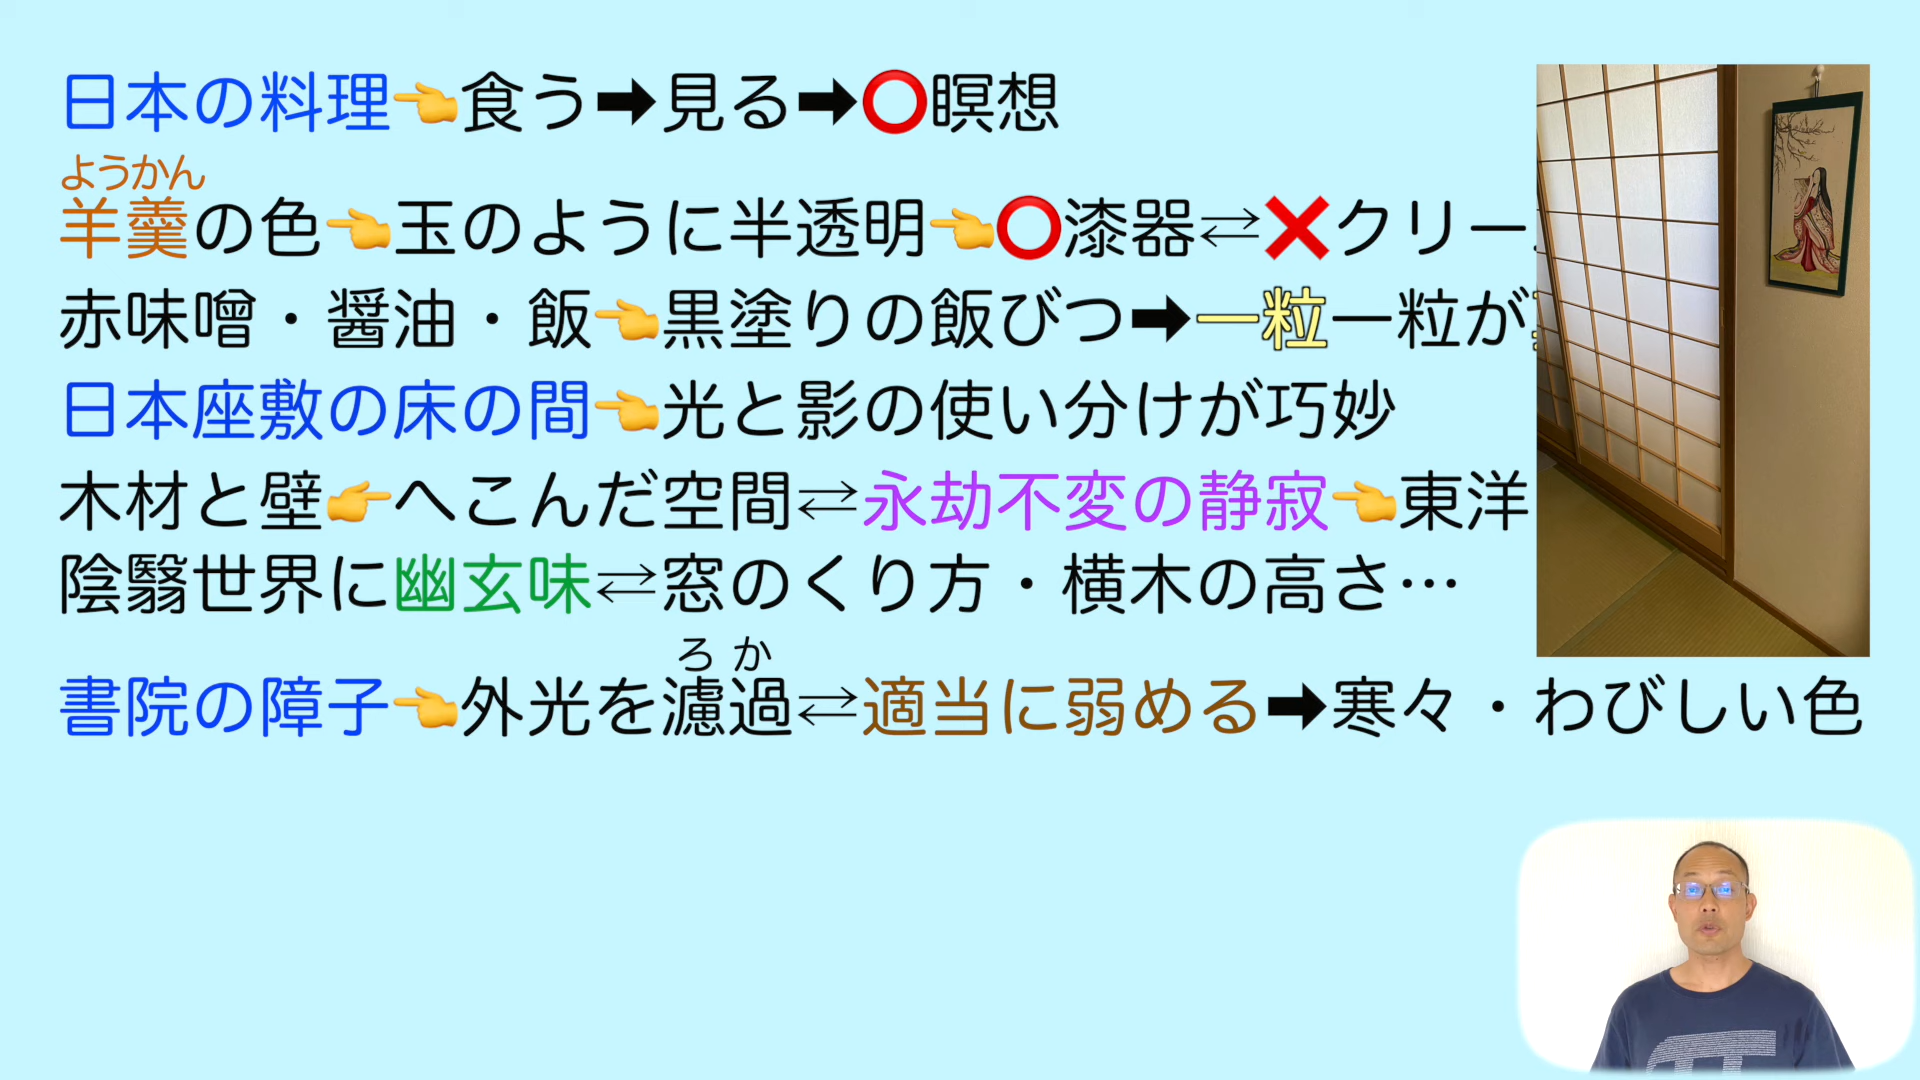 日本の料理👈食う➡見る➡⭕瞑想
ようかん
羊羹の色👈玉のように半透明👈⭕漆器⇄❌クリー
赤味噌・醤油・飯👈黒塗りの飯びつ➡一粒一粒が
日本座敷の床の間👈光と影の使い分けが巧妙
木材と壁👉へこんだ空間⇄永劫不変の静寂👈東洋
陰翳世界に幽玄味⇄窓のくり方・横木の高さ…
ろか
書院の障子👈外光を濾過⇄適当に弱める➡寒々・わびしい色